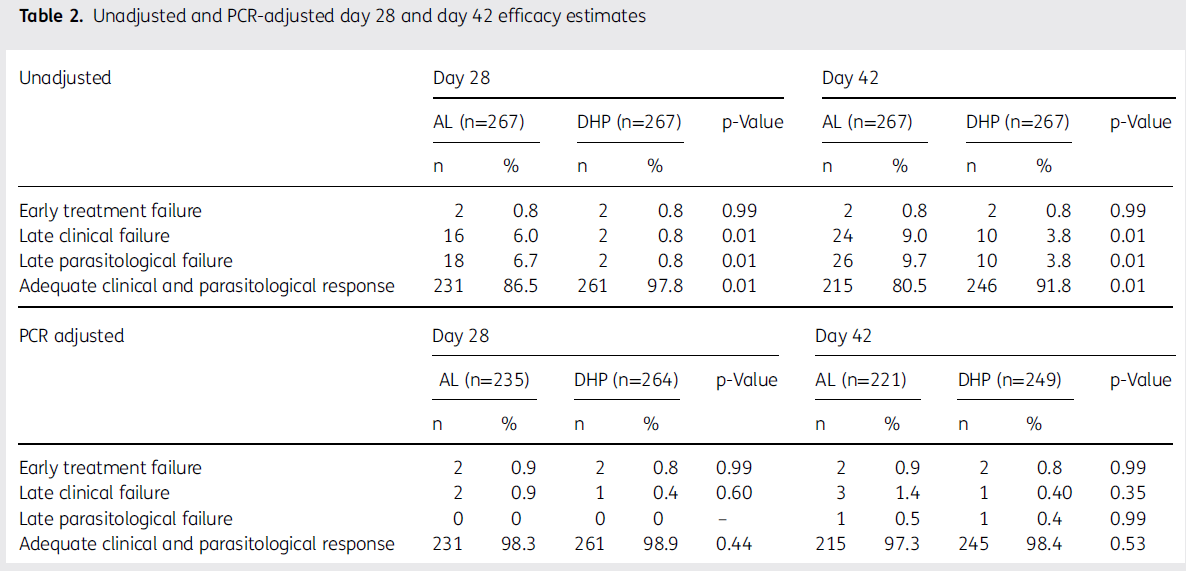 Table 2. Unadjusted and PCR-adjusted day 28 and day 42 efficacy estimates
Unadjusted Day 28 Day 42
AL (n=267) DHP (n=267) p-Value AL (n=267) DHP (n=267) p-Value
n % n % n % n %
Early treatment failure 2 0.8 2 0.8 0.99 2 0.8 2 0.8 0.99
Late clinical failure 16 6.0 2 0.8 0.01 24 9.0 10 3.8 0.01
Late parasitological failure 18 6.7 2 0.8 0.01 26 9.7 10 3.8 0.01
Adequate clinical and parasitological response 231 86.5 261 97.8 0.01 215 80.5 246 91.8 0.01
PCR adjusted Day 28 Day 42
AL (n=235) DHP (n=264) p-Value AL (n=221) DHP (n=249) p-Value
n % n % n % n %
Early treatment failure 2 0.9 2 0.8 0.99 2 0.9 2 0.8 0.99
Late clinical failure 2 0.9 1 0.4 0.60 3 1.4 1 0.40 0.35
Late parasitological failure 0 0 0 0 – 1 0.5 1 0.4 0.99
Adequate clinical and parasitological response 231 98.3 261 98.9 0.44 215 97.3 245 98.4 0.53